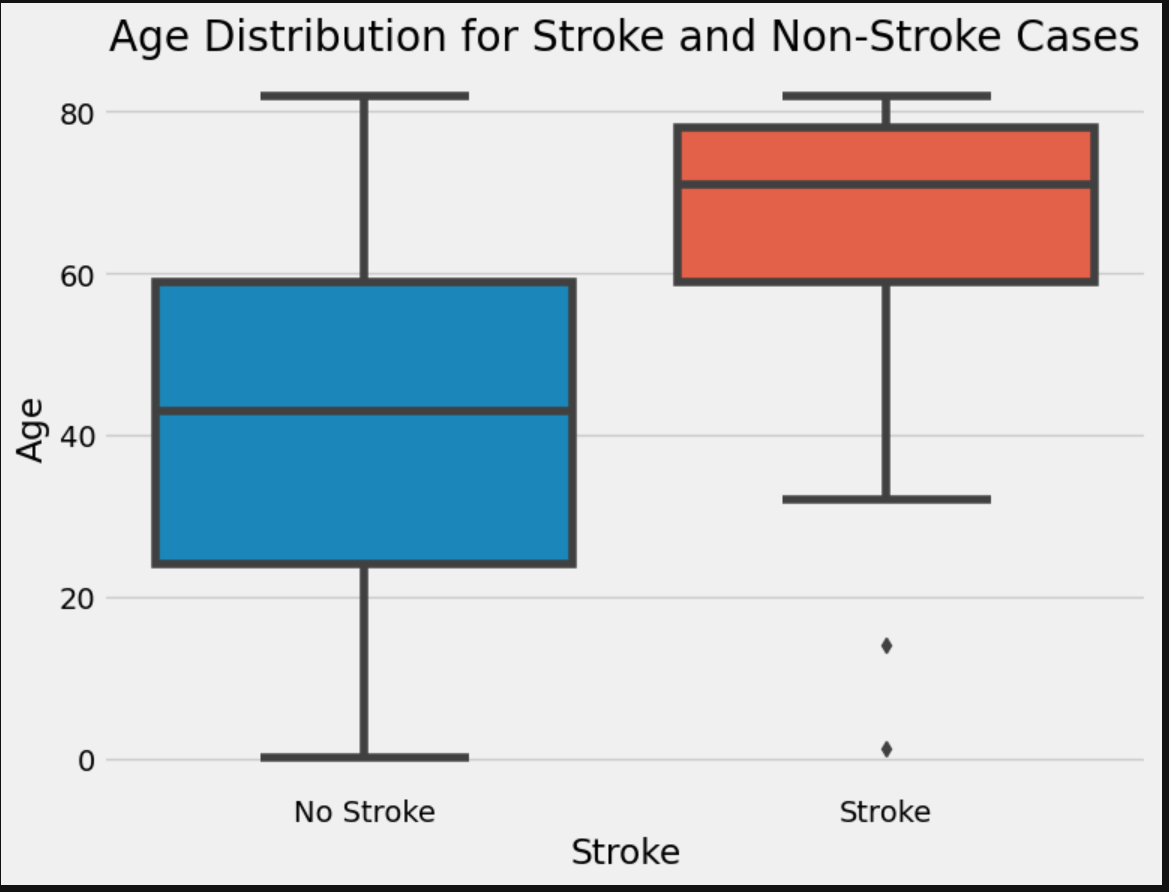 Age Distribution for Stroke and Non-Stroke Cases
80
60
40
20
0
Age
No Stroke
Stroke
Stroke